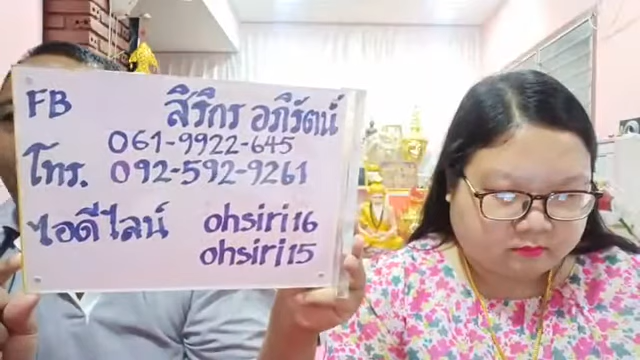 FB สิริกร อภิรัตน์
โทร. 061-9922-645
092-592-9261
ไอดีไลน์ ohsiri16
ohsiri15